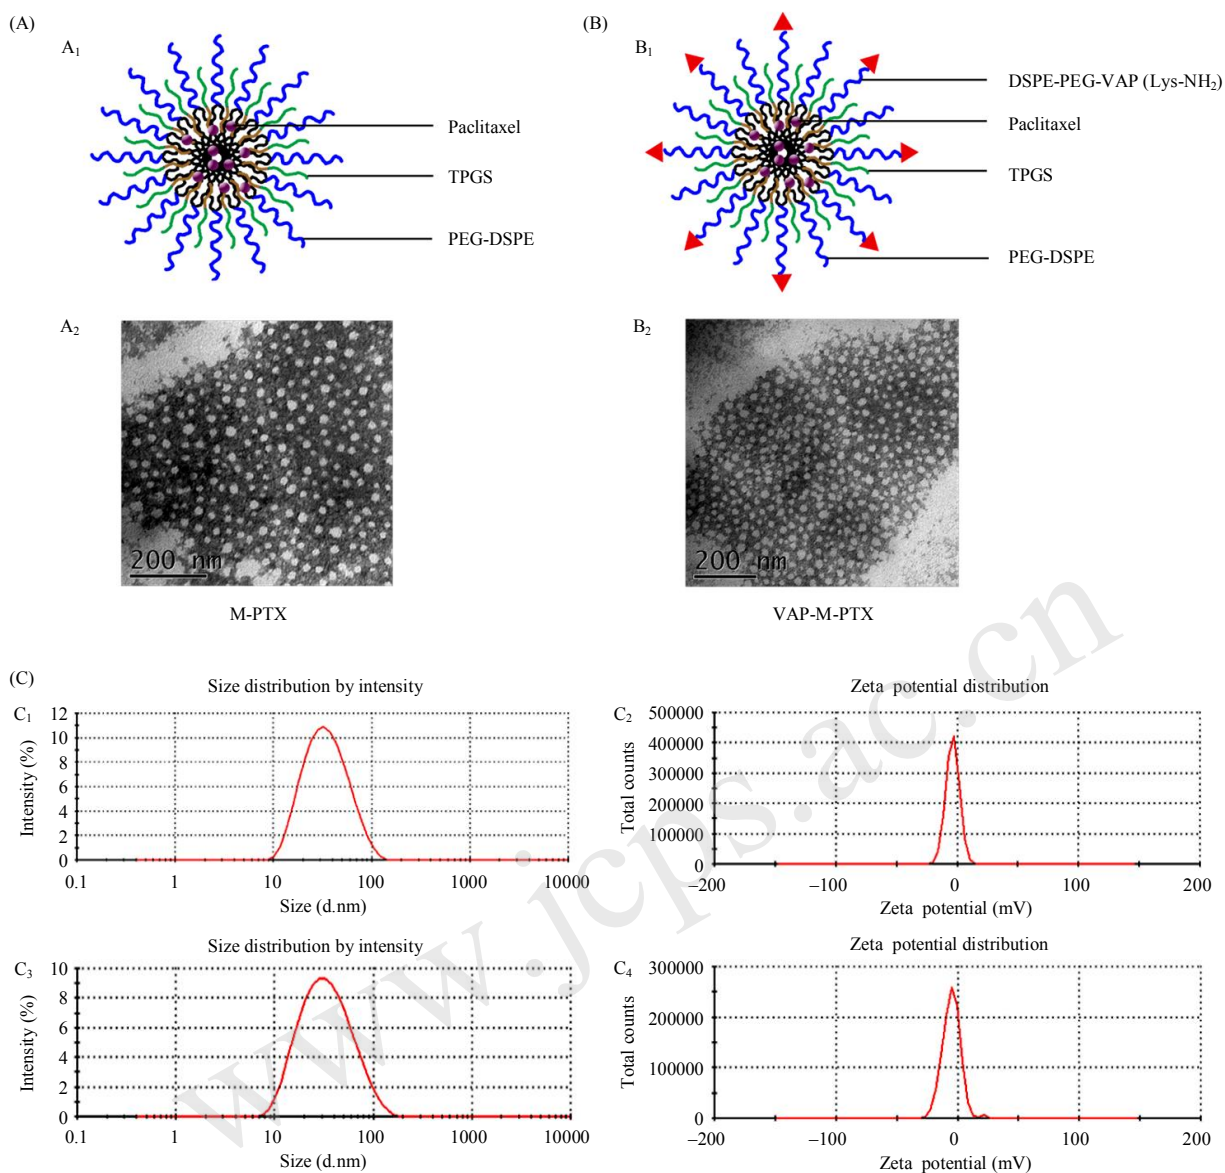 (A)
A₁
Paclitaxel
TPGS
PEG-DSPE
A₂
200 nm
M-PTX
(B)
B₁
DSPE-PEG-VAP (Lys-NH₂)
Paclitaxel
TPGS
PEG-DSPE
B₂
200 nm
VAP-M-PTX
(C)
Size distribution by intensity
C₁
Intensity (%)
12
10
8
6
4
2
0
0.1 1 10 100 1000 10000
Size (d.nm)
Zeta potential distribution
C₂
Total counts
500000
400000
300000
200000
100000
0
–200 –100 0 100 200
Zeta potential (mV)
Size distribution by intensity
C₃
Intensity (%)
10
8
6
4
2
0
0.1 1 10 100 1000 10000
Size (d.nm)
Zeta potential distribution
C₄
Total counts
300000
200000
100000
0
–200 –100 0 100 200
Zeta potential (mV)
www.jcps.ac.cn